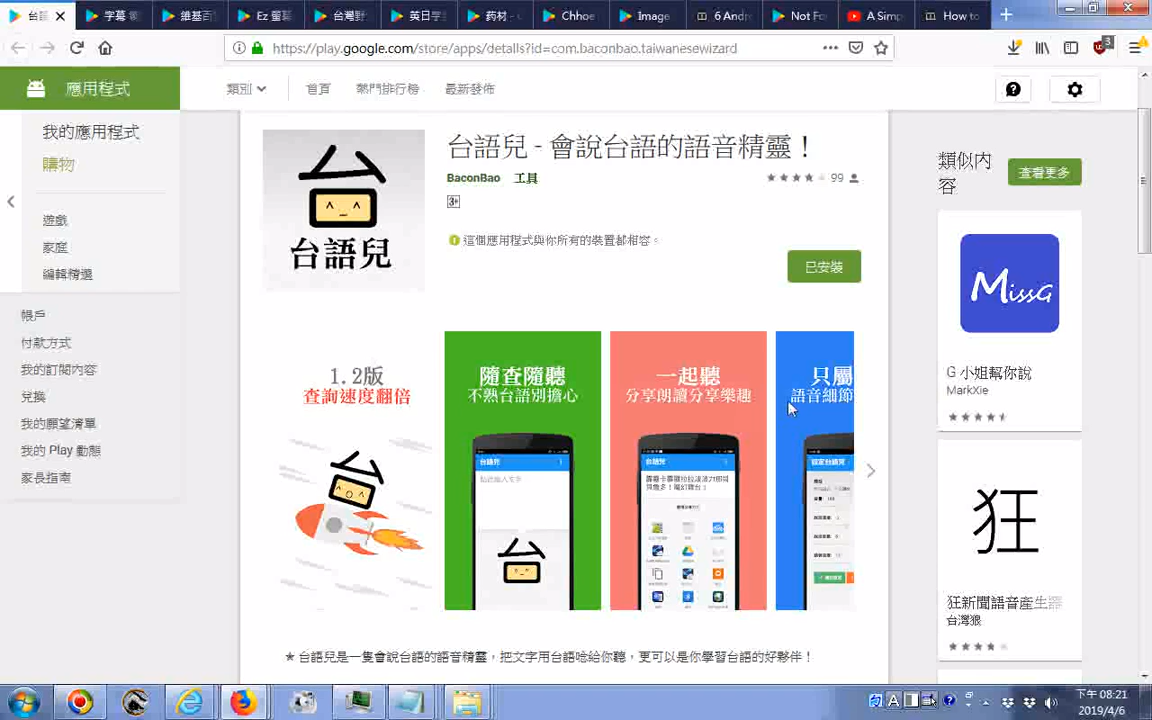 字幕
維基百
Ez 螢幕
台灣野
英日字
药材 -
Chhoe
Image
6 Andr
Not Fo
A Simp
How to
https://play.google.com/store/apps/details?id=com.baconbao.taiwanesewizard
3
應用程式
類別
首頁
熱門排行榜
最新發佈
我的應用程式
購物
遊戲
家庭
編輯精選
帳戶
付款方式
我的訂閱內容
兌換
我的願望清單
我的 Play 動態
家長指南
台
台語兒
台語兒 - 會說台語的語音精靈！
BaconBao 工具
99
3+
這個應用程式與你所有的裝置都相容。
已安裝
1.2版
查詢速度翻倍
台
隨查隨聽
不熟台語別擔心
台語兒
台
一起聽
分享朗讀分享樂趣
台語兒
只屬
語音細節
★ 台語兒是一隻會說台語的語音精靈，把文字用台語唸給你聽，更可以是你學習台語的好夥伴！
類似內
容
查看更多
MissG
G 小姐幫你說
MarkXie
狂
狂新聞語音產生器
台灣狼
A
下午 08:21
2019/4/6